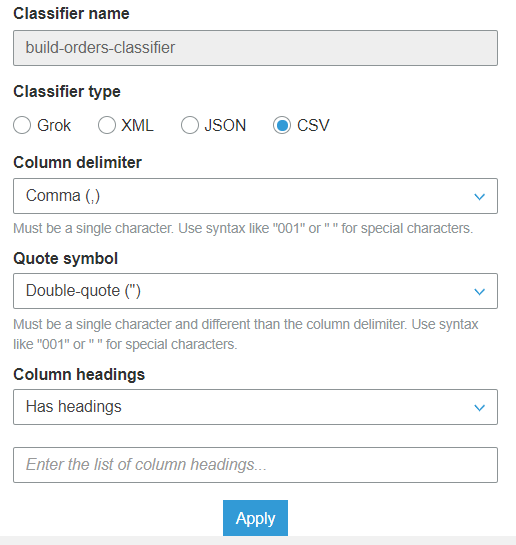 Classifier name
build-orders-classifier
Classifier type
Grok XML JSON CSV
Column delimiter
Comma (,)
Must be a single character. Use syntax like "001" or " " for special characters.
Quote symbol
Double-quote (")
Must be a single character and different than the column delimiter. Use syntax
like "001" or " " for special characters.
Column headings
Has headings
Enter the list of column headings...
Apply